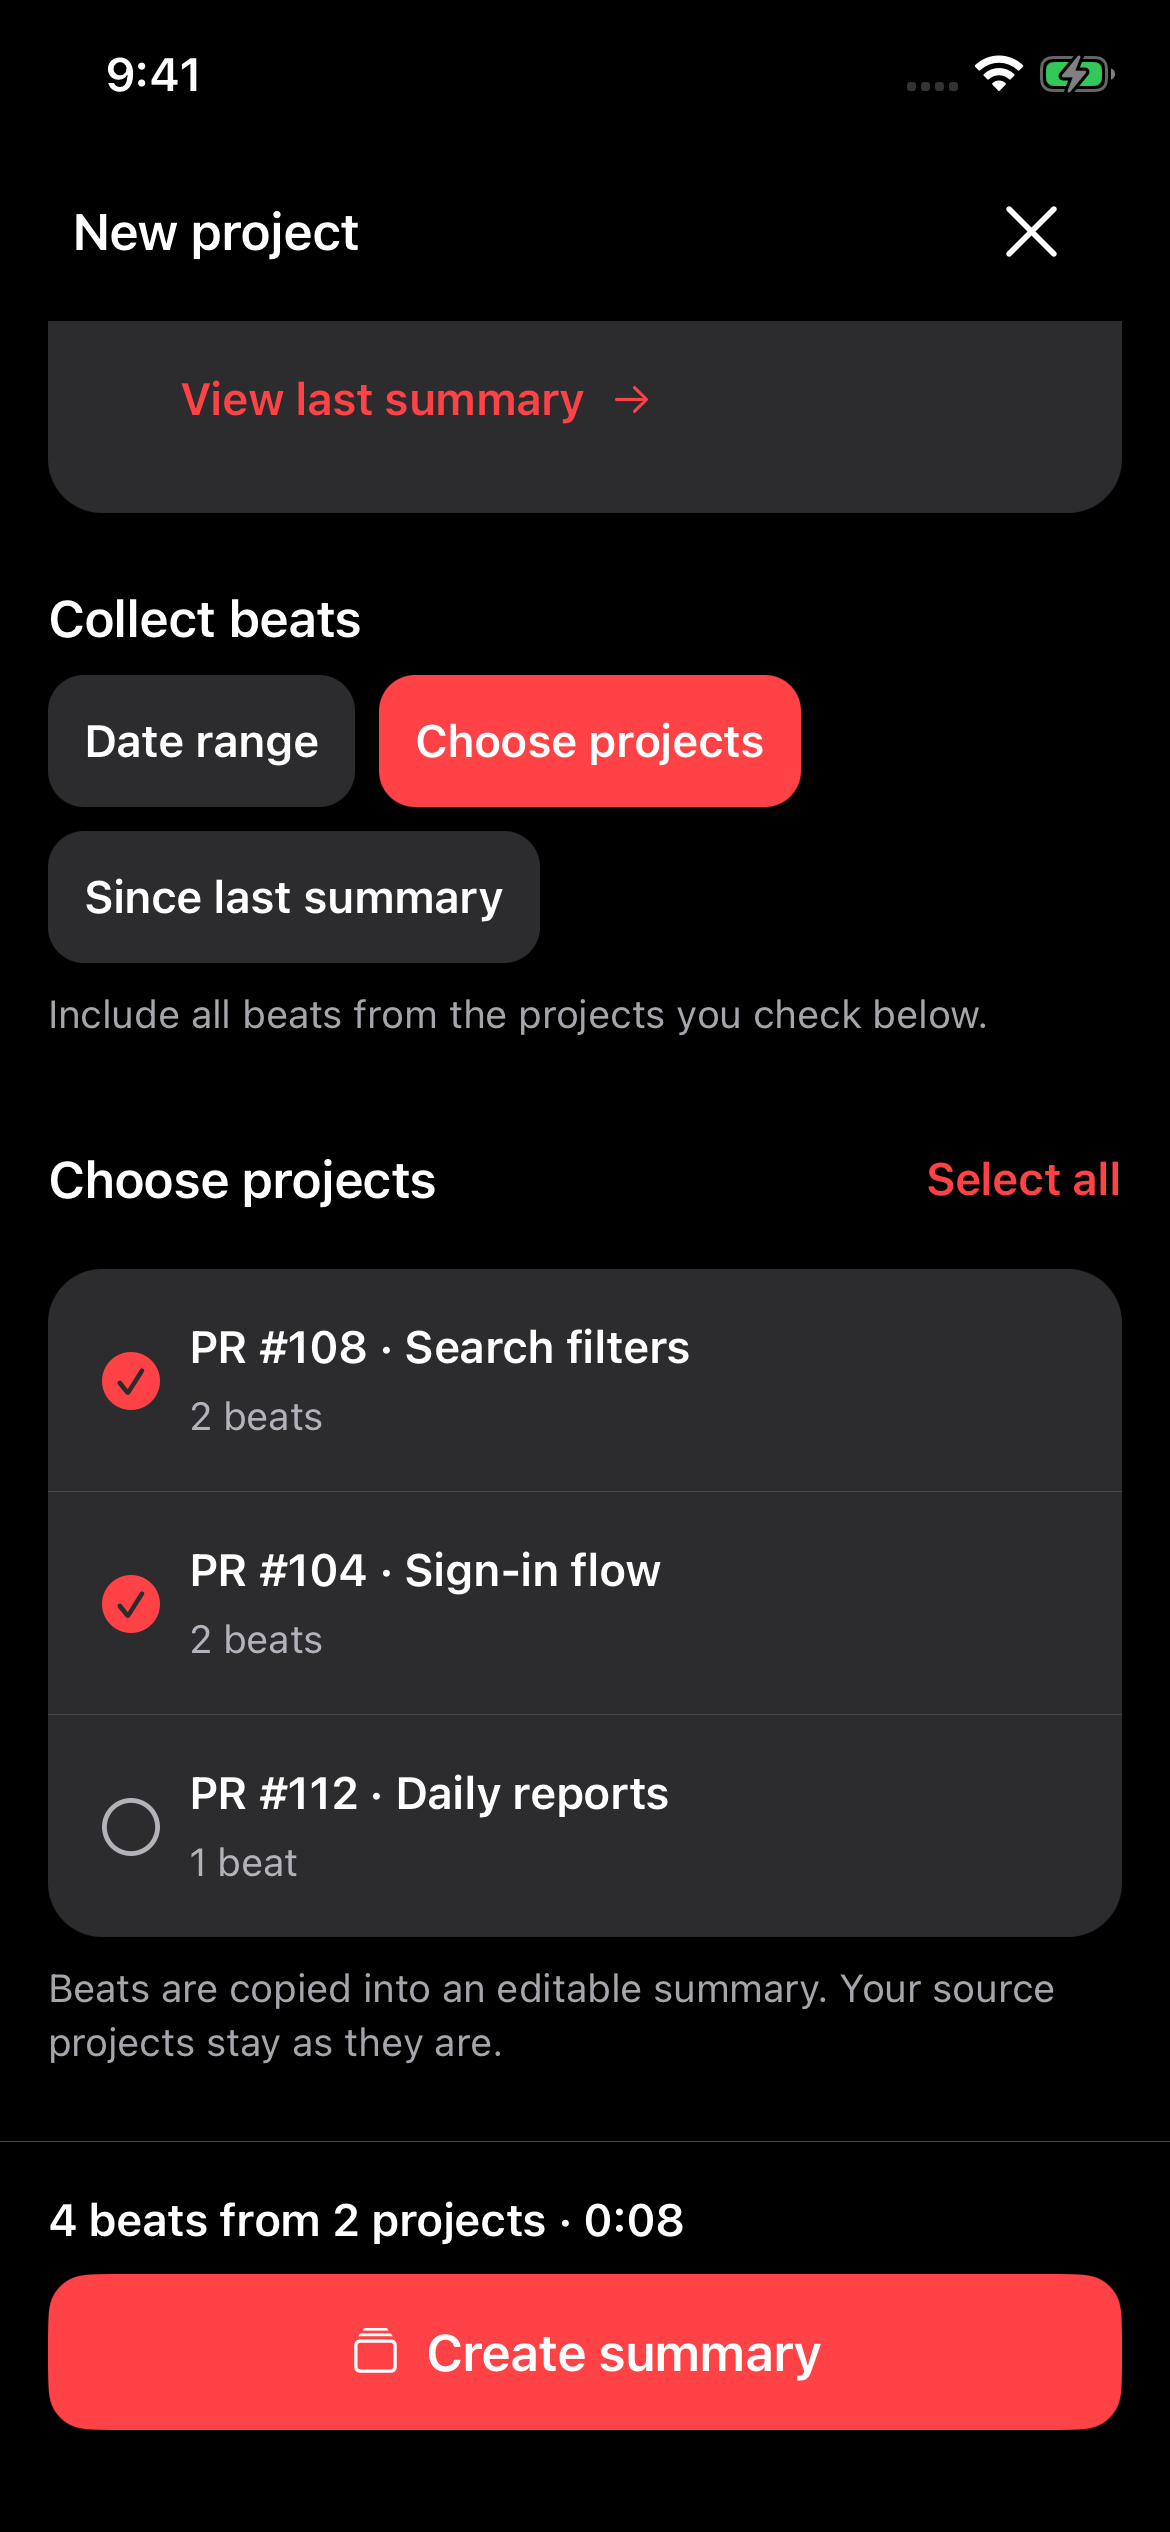 9:41
New project
View last summary →
Collect beats
Date range
Choose projects
Since last summary
Include all beats from the projects you check below.
Choose projects
Select all
PR #108 · Search filters
2 beats
PR #104 · Sign-in flow
2 beats
PR #112 · Daily reports
1 beat
Beats are copied into an editable summary. Your source
projects stay as they are.
4 beats from 2 projects · 0:08
Create summary